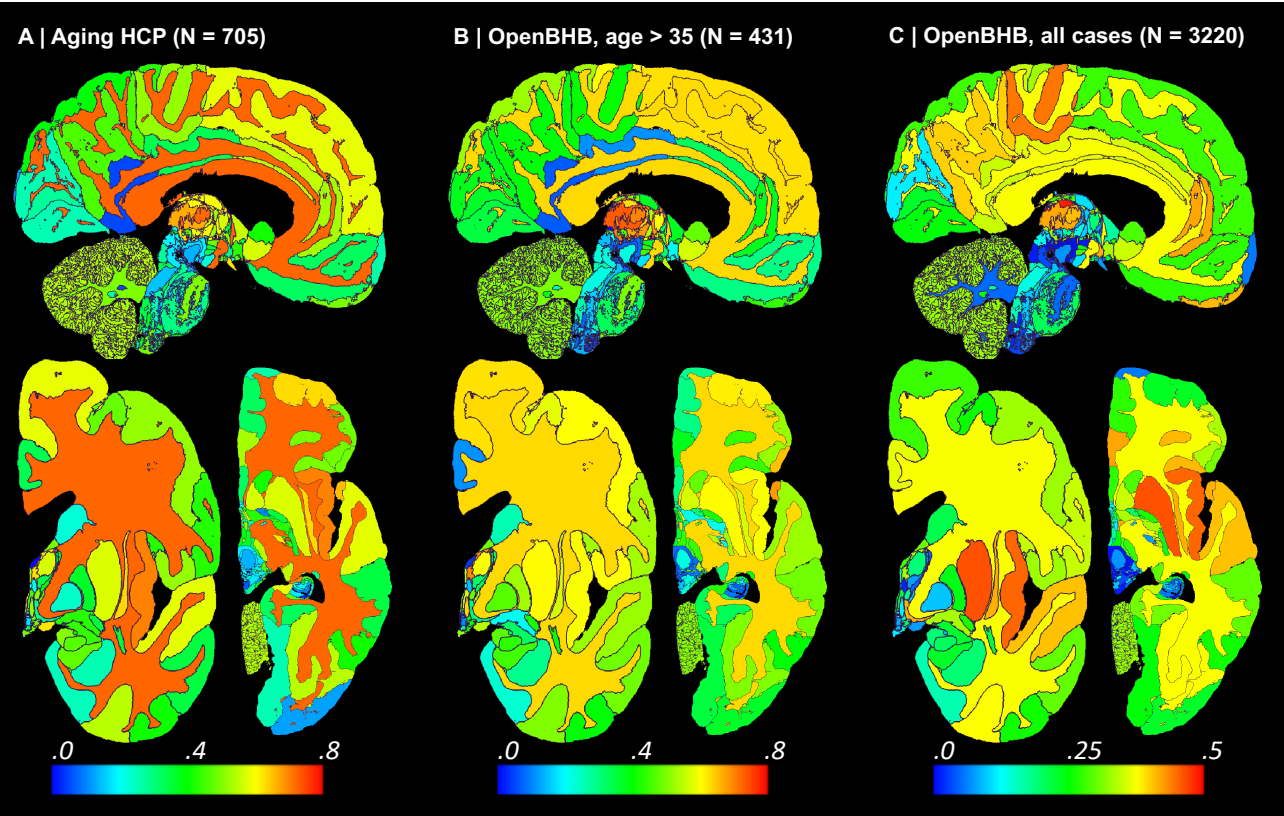 A | Aging HCP (N = 705)
B | OpenBHB, age > 35 (N = 431)
C | OpenBHB, all cases (N = 3220)
.0 .4 .8
.0 .4 .8
.0 .25 .5